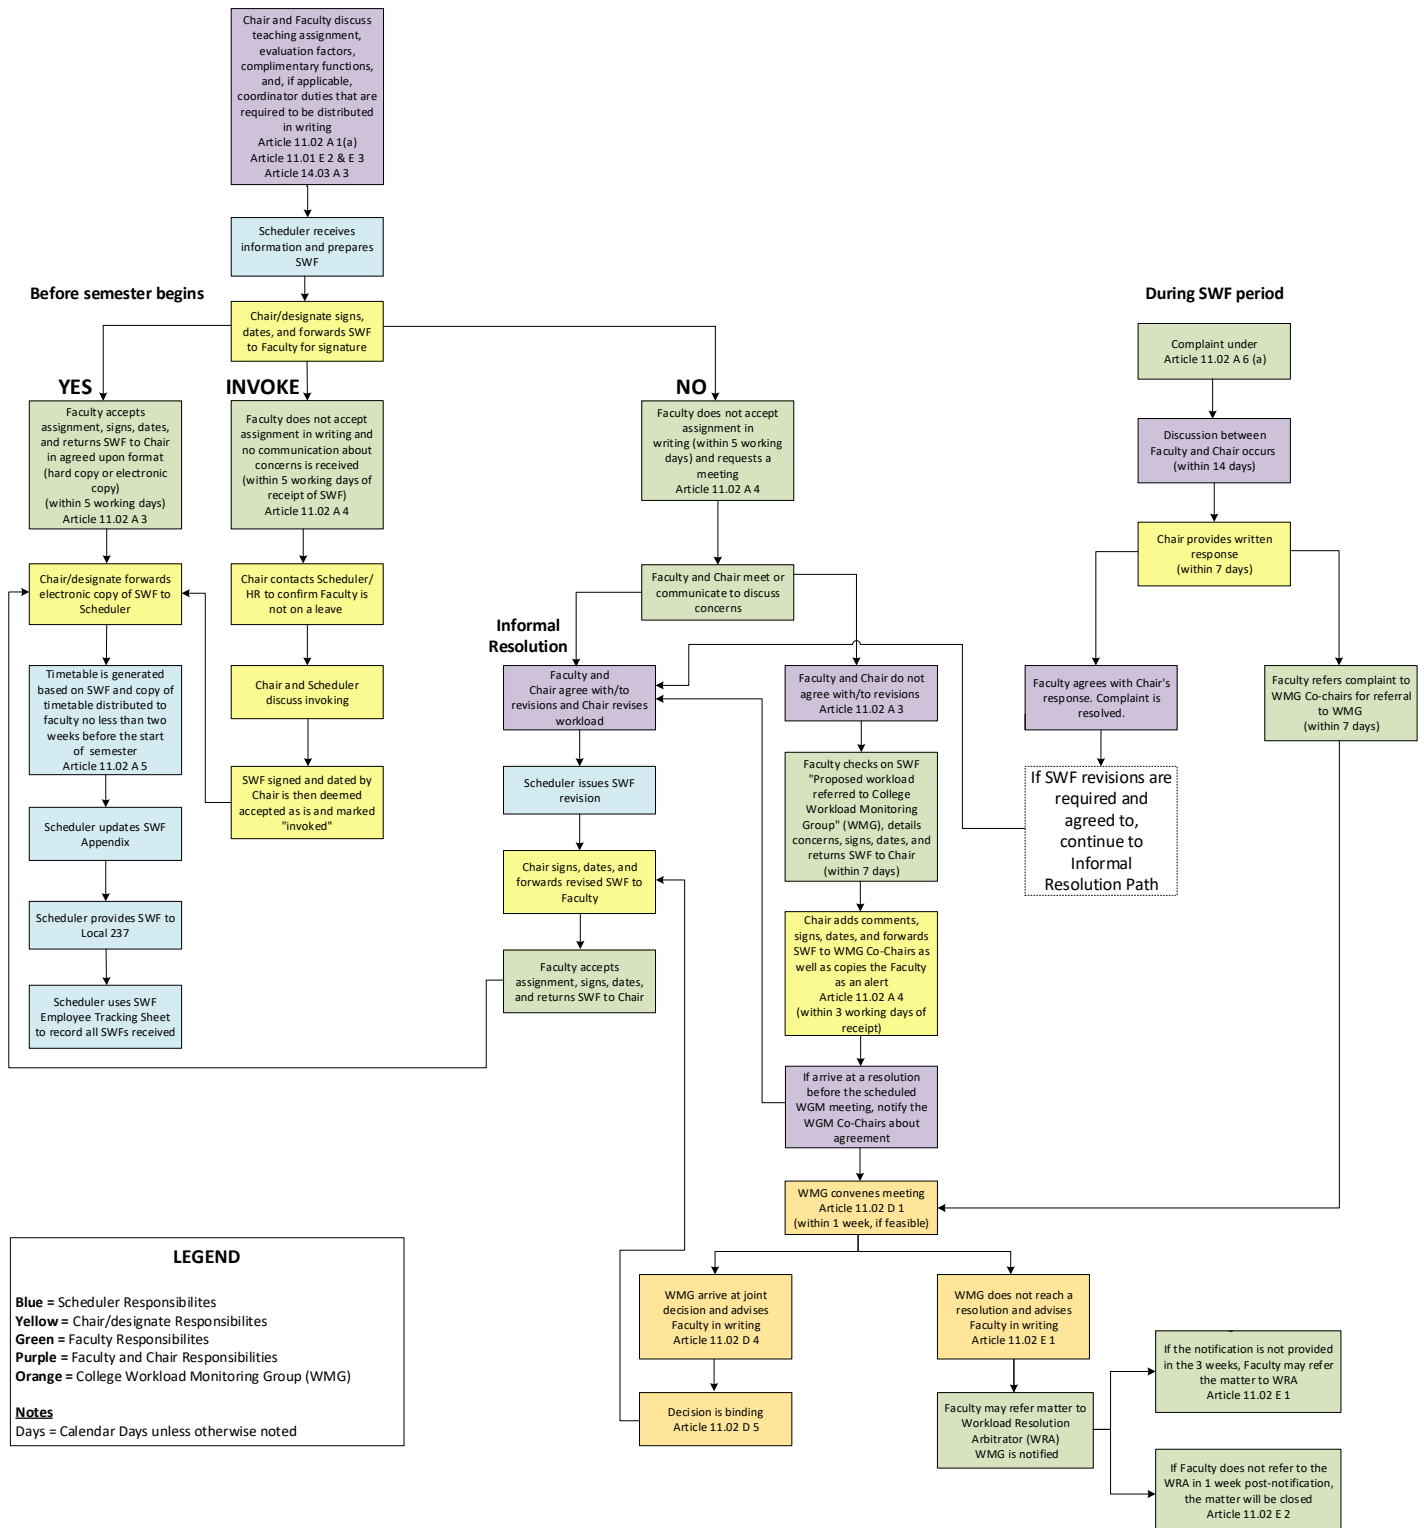 Chair and Faculty discuss
teaching assignment,
evaluation factors,
complimentary functions,
and, if applicable,
coordinator duties that are
required to be distributed
in writing
Article 11.02 A 1(a)
Article 11.01 E 2 & E 3
Article 14.03 A 3
Scheduler receives
information and prepares
SWF
Before semester begins
Chair/designate signs,
dates, and forwards SWF
to Faculty for signature
YES
INVOKE
NO
Faculty accepts
assignment, signs, dates,
and returns SWF to Chair
in agreed upon format
(hard copy or electronic
copy)
(within 5 working days)
Article 11.02 A 3
Faculty does not accept
assignment in writing and
no communication about
concerns is received
(within 5 working days of
receipt of SWF)
Article 11.02 A 4
Faculty does not accept
assignment in
writing (within 5 working
days) and requests a
meeting
Article 11.02 A 4
Chair/designate forwards
electronic copy of SWF to
Scheduler
Chair contacts Scheduler/
HR to confirm Faculty is
not on a leave
Faculty and Chair meet or
communicate to discuss
concerns
Informal
Resolution
Timetable is generated
based on SWF and copy of
timetable distributed to
faculty no less than two
weeks before the start
of semester
Article 11.02 A 5
Chair and Scheduler
discuss invoking
Faculty and
Chair agree with/to
revisions and Chair revises
workload
Faculty and Chair do not
agree with/to revisions
Article 11.02 A 3
SWF signed and dated by
Chair is then deemed
accepted as is and marked
"invoked"
Scheduler issues SWF
revision
Faculty checks on SWF
"Proposed workload
referred to College
Workload Monitoring
Group" (WMG), details
concerns, signs, dates, and
returns SWF to Chair
(within 7 days)
Scheduler updates SWF
Appendix
Chair signs, dates, and
forwards revised SWF to
Faculty
Scheduler provides SWF to
Local 237
Chair adds comments,
signs, dates, and forwards
SWF to WMG Co-Chairs as
well as copies the Faculty
as an alert
Article 11.02 A 4
(within 3 working days of
receipt)
Faculty accepts
assignment, signs, dates,
and returns SWF to Chair
Scheduler uses SWF
Employee Tracking Sheet
to record all SWFs received
If arrive at a resolution
before the scheduled
WGM meeting, notify the
WGM Co-Chairs about
agreement
WMG convenes meeting
Article 11.02 D 1
(within 1 week, if feasible)
WMG arrive at joint
decision and advises
Faculty in writing
Article 11.02 D 4
WMG does not reach a
resolution and advises
Faculty in writing
Article 11.02 E 1
Decision is binding
Article 11.02 D 5
Faculty may refer matter to
Workload Resolution
Arbitrator (WRA)
WMG is notified
If the notification is not provided
in the 3 weeks, Faculty may refer
the matter to WRA
Article 11.02 E 1
If Faculty does not refer to the
WRA in 1 week post-notification,
the matter will be closed
Article 11.02 E 2
During SWF period
Complaint under
Article 11.02 A 6 (a)
Discussion between
Faculty and Chair occurs
(within 14 days)
Chair provides written
response
(within 7 days)
Faculty agrees with Chair's
response. Complaint is
resolved.
Faculty refers complaint to
WMG Co-chairs for referral
to WMG
(within 7 days)
If SWF revisions are
required and
agreed to,
continue to
Informal
Resolution Path
LEGEND
Blue = Scheduler Responsibilites
Yellow = Chair/designate Responsibilites
Green = Faculty Responsibilites
Purple = Faculty and Chair Responsibilities
Orange = College Workload Monitoring Group (WMG)
Notes
Days = Calendar Days unless otherwise noted